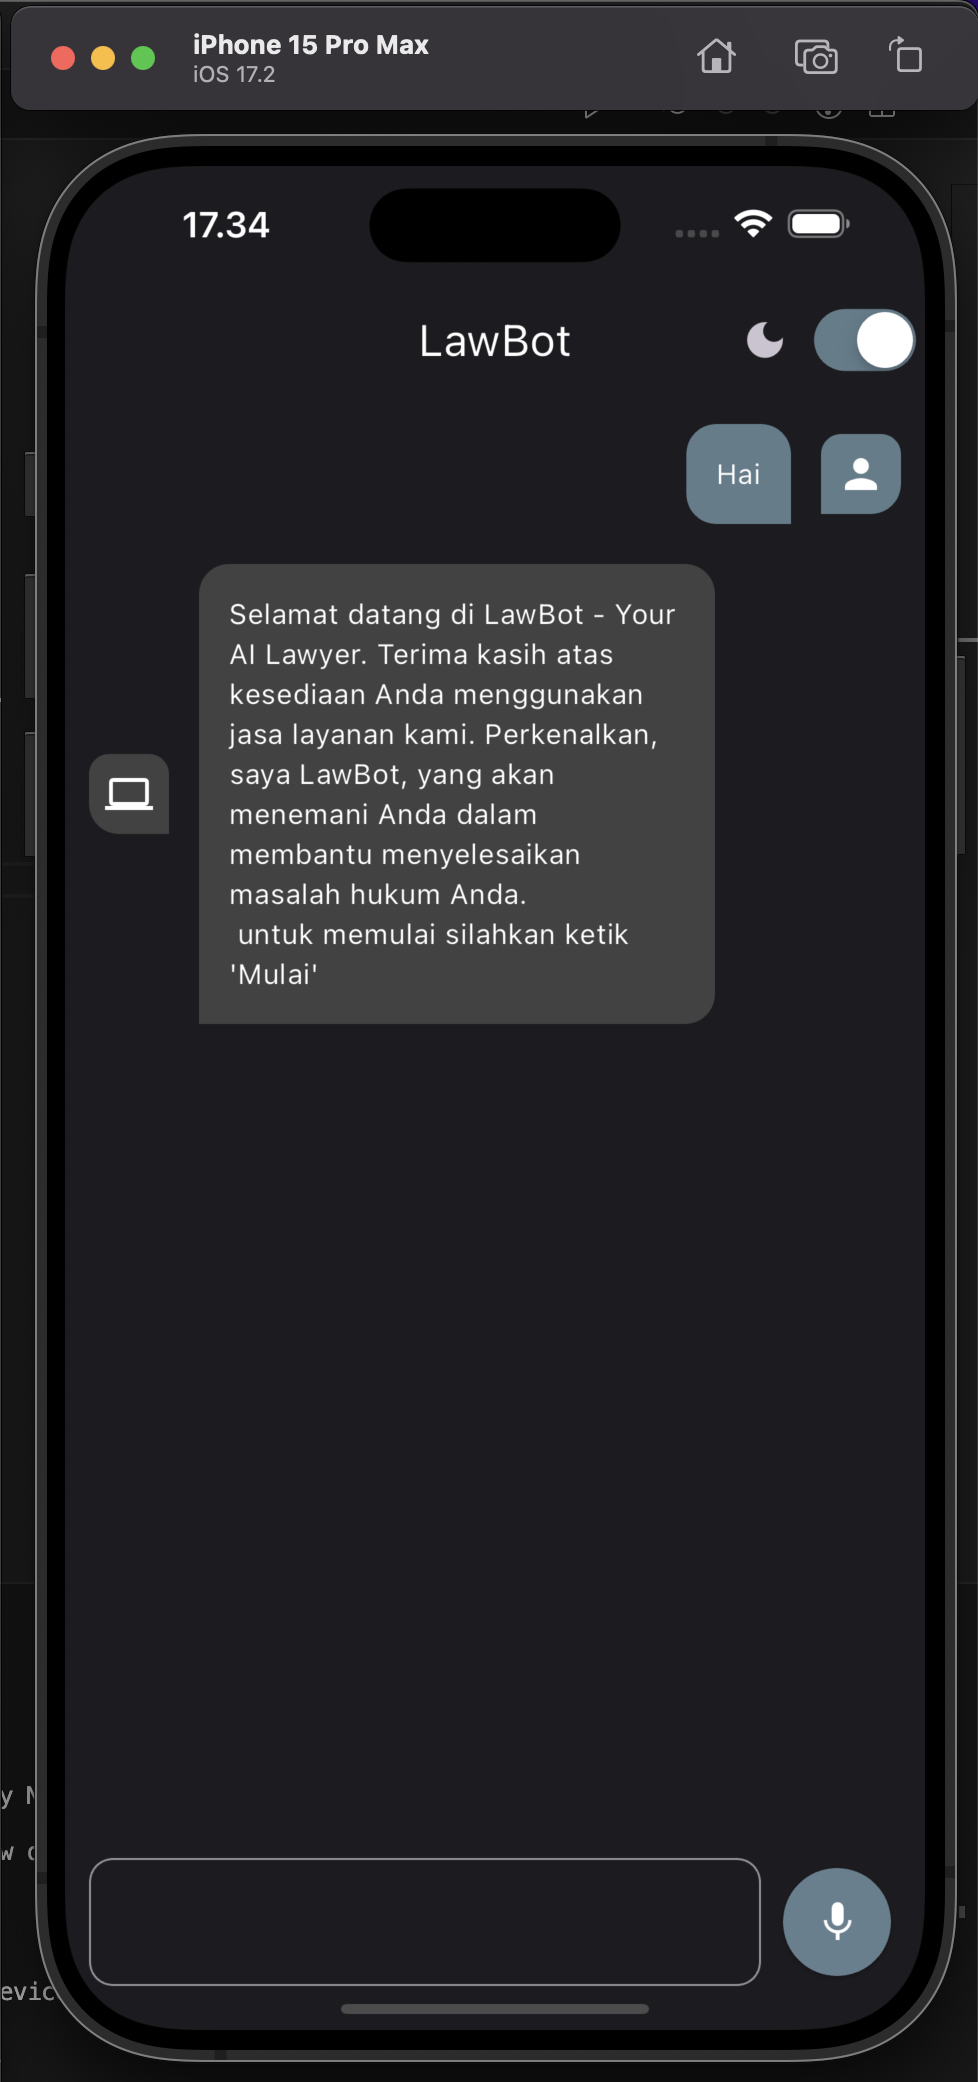 iPhone 15 Pro Max
iOS 17.2
17.34
LawBot
Hai
Selamat datang di LawBot - Your
AI Lawyer. Terima kasih atas
kesediaan Anda menggunakan
jasa layanan kami. Perkenalkan,
saya LawBot, yang akan
menemani Anda dalam
membantu menyelesaikan
masalah hukum Anda.
untuk memulai silahkan ketik
'Mulai'